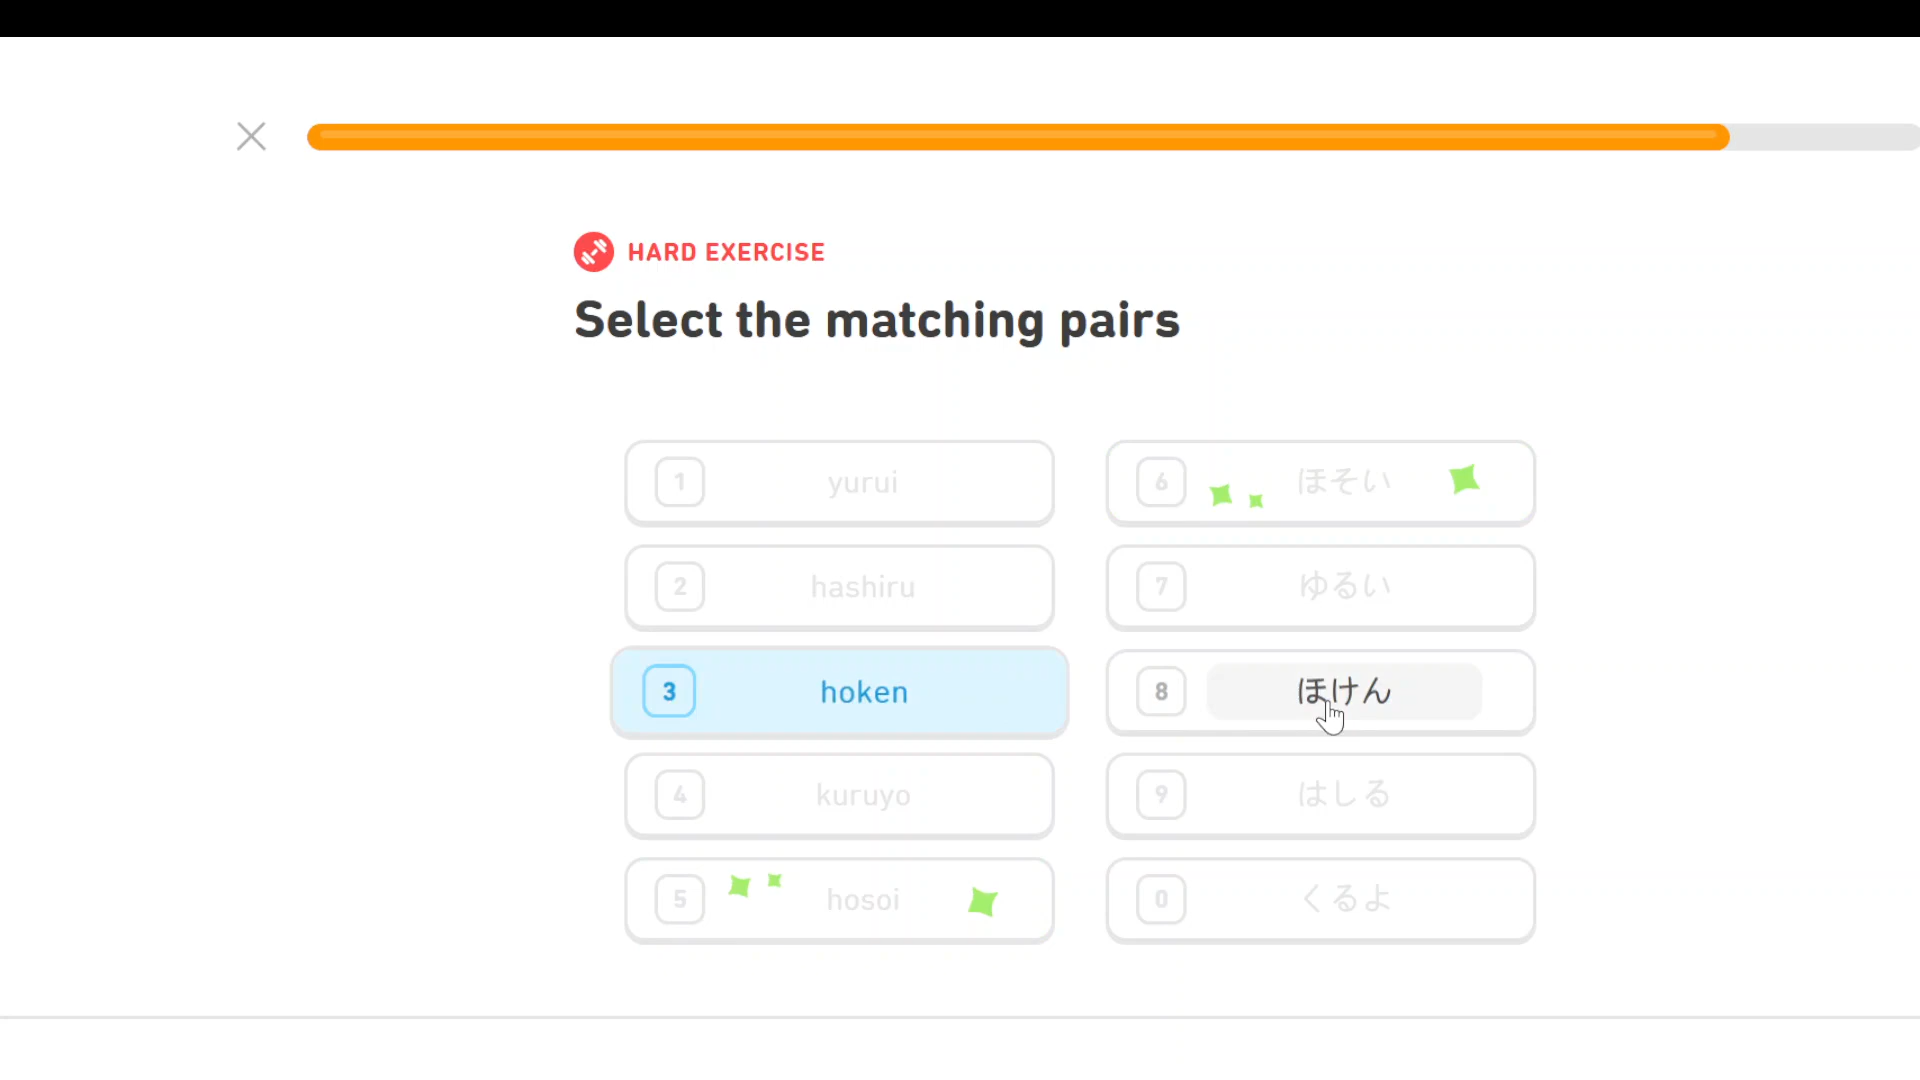 HARD EXERCISE
Select the matching pairs
1 yurui
6 ほそい
2 hashiru
7 ゆるい
3 hoken
8 ほけん
4 kuruyo
9 はしる
5 hosoi
0 くるよ